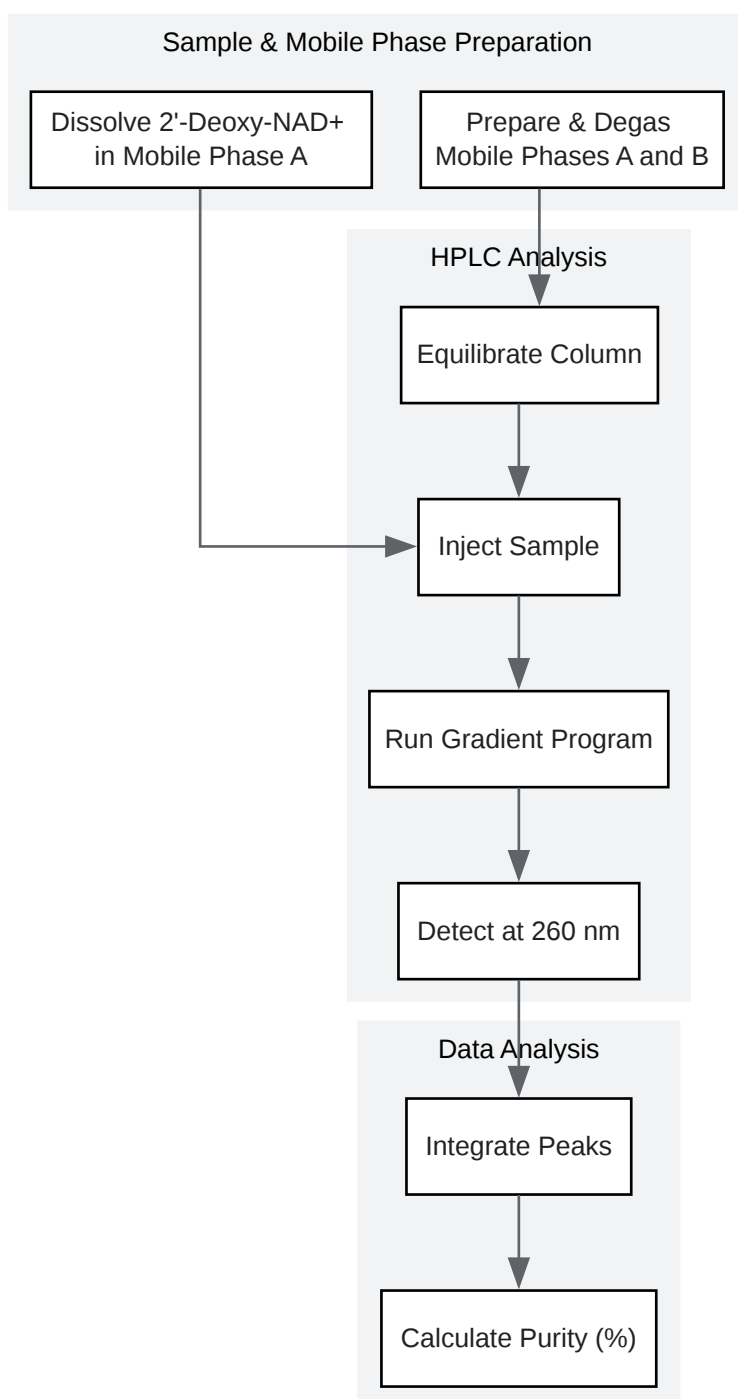 Sample & Mobile Phase Preparation
Dissolve 2'-Deoxy-NAD+
in Mobile Phase A
Prepare & Degas
Mobile Phases A and B
HPLC Analysis
Equilibrate Column
Inject Sample
Run Gradient Program
Detect at 260 nm
Data Analysis
Integrate Peaks
Calculate Purity (%)